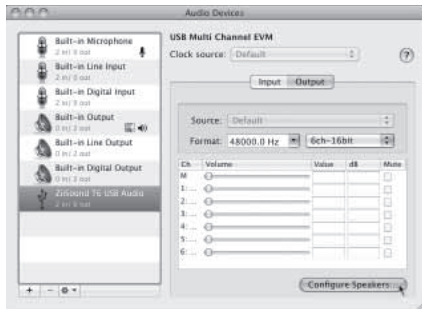 Audio Devices
Built-in Microphone
2 in/ 0 out
Built-in Line Input
2 in/ 0 out
Built-in Digital Input
2 in/ 0 out
Built-in Output
0 in/ 2 out
Built-in Line Output
0 in/ 2 out
Built-in Digital Output
0 in/ 2 out
ZiiSound T6 USB Audio
USB Multi Channel EVM
Clock source: Default
?
Input Output
Source: Default
Format: 48000.0 Hz 6ch-16bit
Ch Volume Value dB Mute
M
1: ...
2: ...
3: ...
4: ...
5: ...
6: ...
Configure Speakers...
+ -